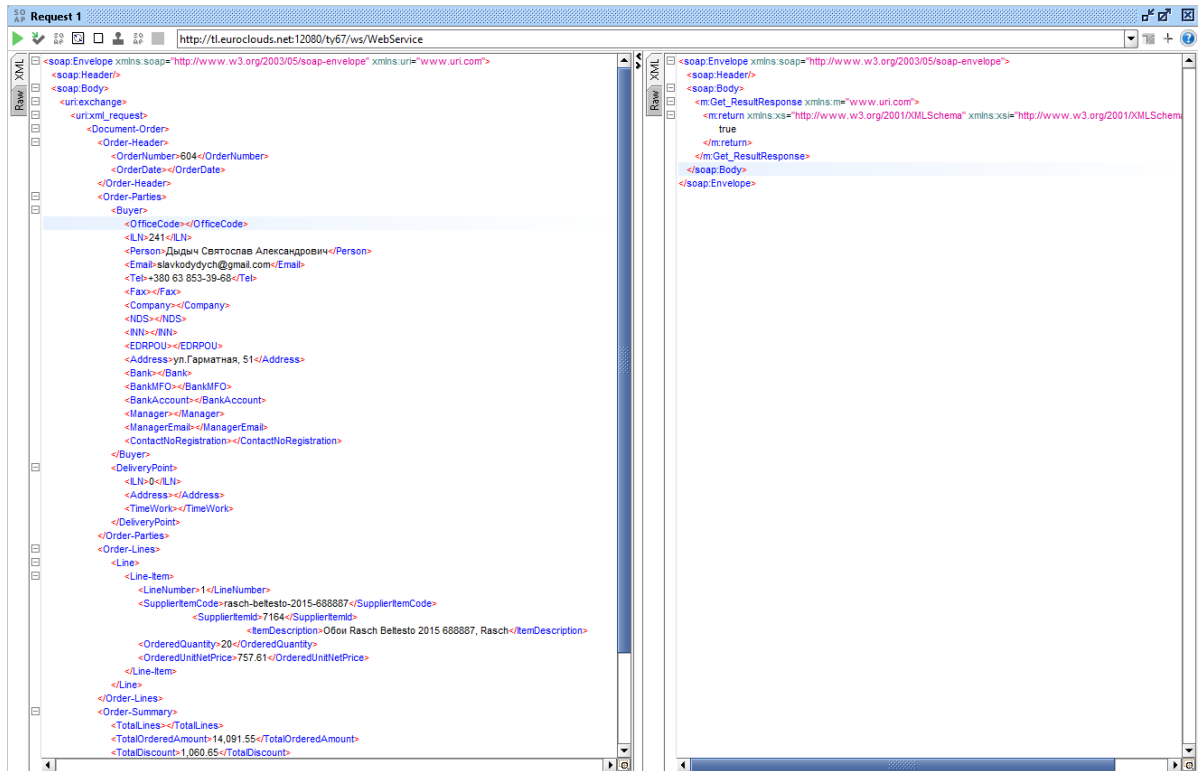 SO AP Request 1
http://tl.euroclouds.net:12080/ty67/ws/WebService
XML
Raw
<soap:Envelope xmlns:soap="http://www.w3.org/2003/05/soap-envelope" xmlns:uri="www.uri.com">
<soap:Header/>
<soap:Body>
<uri:exchange>
<uri:xml_request>
<Document-Order>
<Order-Header>
<OrderNumber>604</OrderNumber>
<OrderDate></OrderDate>
</Order-Header>
<Order-Parties>
<Buyer>
<OfficeCode></OfficeCode>
<ILN>241</ILN>
<Person>Дыдыч Святослав Александрович</Person>
<Email>slavkodydych@gmail.com</Email>
<Tel>+380 63 853-39-68</Tel>
<Fax></Fax>
<Company></Company>
<NDS></NDS>
<INN></INN>
<EDRPOU></EDRPOU>
<Address>ул.Гарматная, 51</Address>
<Bank></Bank>
<BankMFO></BankMFO>
<BankAccount></BankAccount>
<Manager></Manager>
<ManagerEmail></ManagerEmail>
<ContactNoRegistration></ContactNoRegistration>
</Buyer>
<DeliveryPoint>
<ILN>0</ILN>
<Address></Address>
<TimeWork></TimeWork>
</DeliveryPoint>
</Order-Parties>
<Order-Lines>
<Line>
<Line-Item>
<LineNumber>1</LineNumber>
<SupplierItemCode>rasch-beltesto-2015-688887</SupplierItemCode>
<SupplierItemId>7164</SupplierItemId>
<ItemDescription>Обои Rasch Beltesto 2015 688887, Rasch</ItemDescription>
<OrderedQuantity>20</OrderedQuantity>
<OrderedUnitNetPrice>757.61</OrderedUnitNetPrice>
</Line-Item>
</Line>
</Order-Lines>
<Order-Summary>
<TotalLines></TotalLines>
<TotalOrderedAmount>14,091.55</TotalOrderedAmount>
<TotalDiscount>1,060.65</TotalDiscount>
XML
Raw
<soap:Envelope xmlns:soap="http://www.w3.org/2003/05/soap-envelope">
<soap:Header/>
<soap:Body>
<m:Get_ResultResponse xmlns:m="www.uri.com">
<m:return xmlns:xs="http://www.w3.org/2001/XMLSchema" xmlns:xsi="http://www.w3.org/2001/XMLSchema
true
</m:return>
</m:Get_ResultResponse>
</soap:Body>
</soap:Envelope>